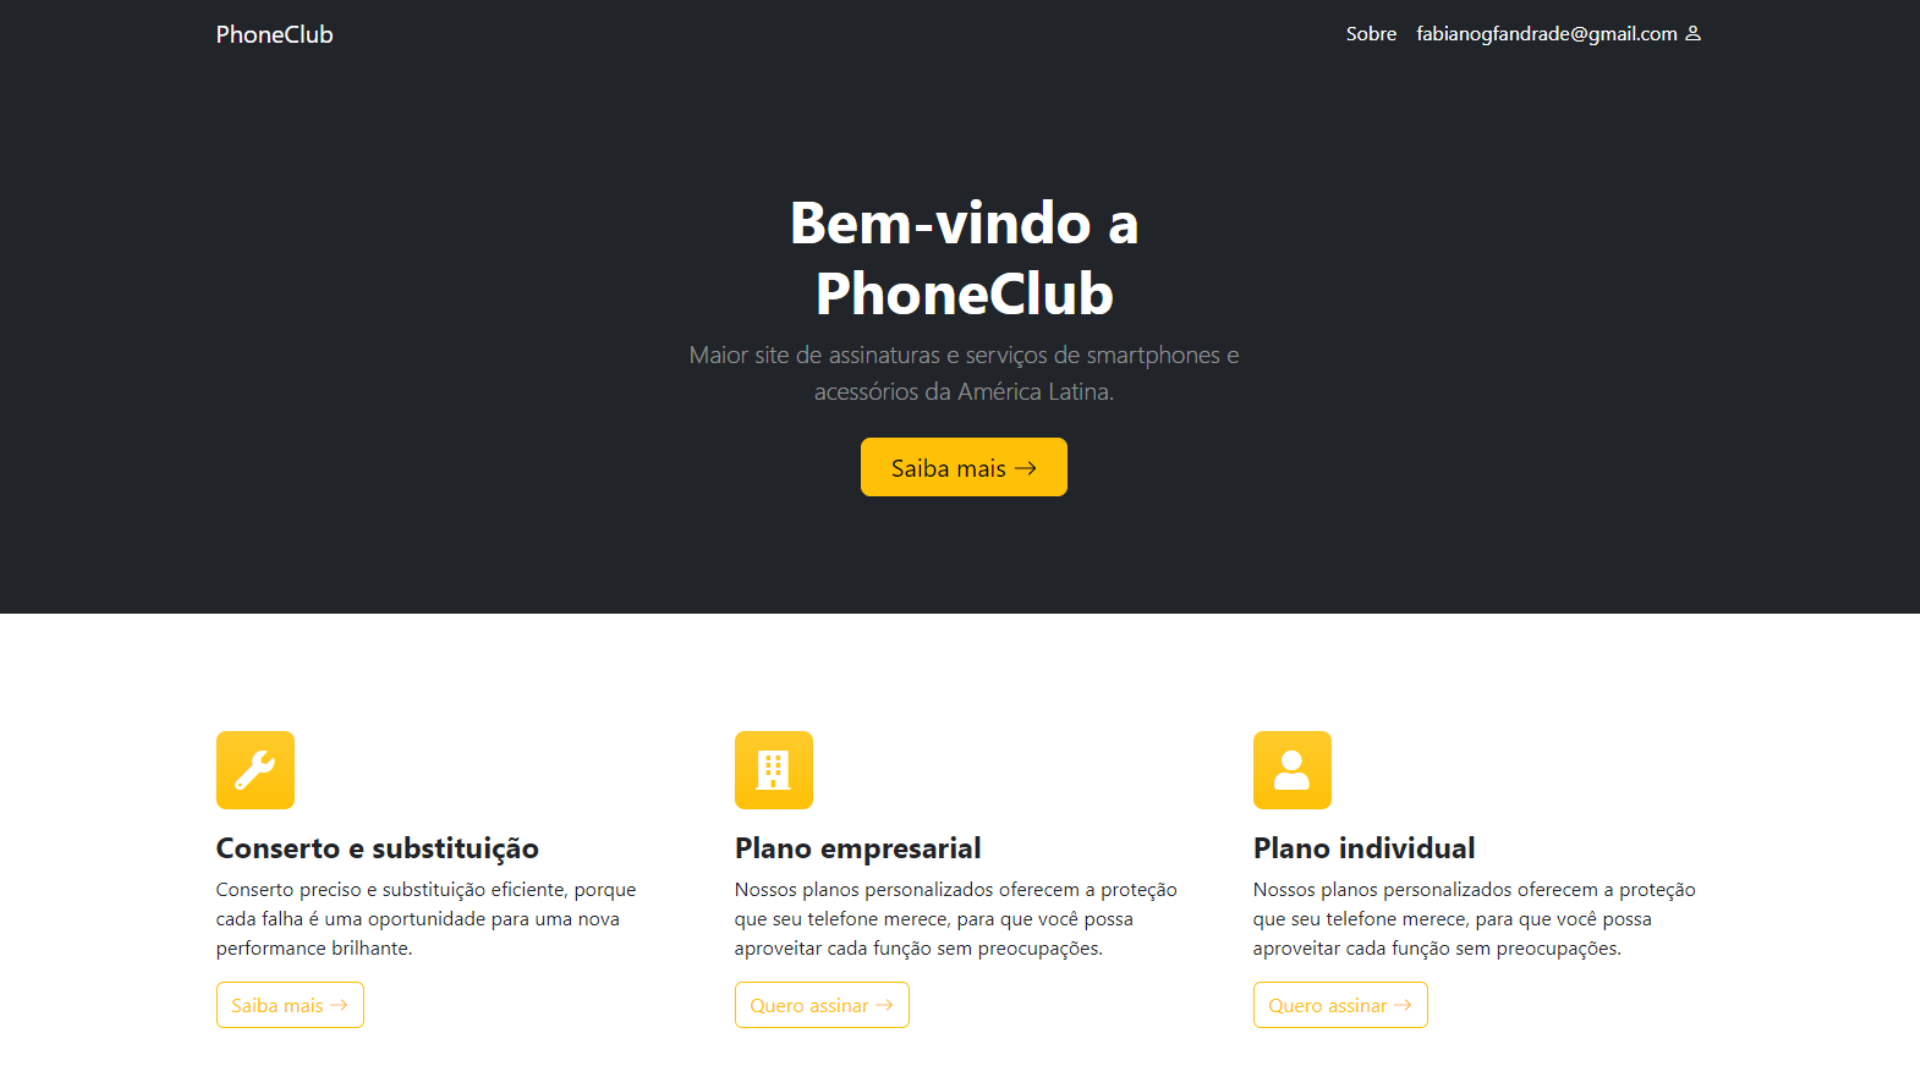 PhoneClub
Sobre fabianogfandrade@gmail.com
Bem-vindo a
PhoneClub
Maior site de assinaturas e serviços de smartphones e
acessórios da América Latina.
Saiba mais →
Conserto e substituição
Conserto preciso e substituição eficiente, porque
cada falha é uma oportunidade para uma nova
performance brilhante.
Saiba mais →
Plano empresarial
Nossos planos personalizados oferecem a proteção
que seu telefone merece, para que você possa
aproveitar cada função sem preocupações.
Quero assinar →
Plano individual
Nossos planos personalizados oferecem a proteção
que seu telefone merece, para que você possa
aproveitar cada função sem preocupações.
Quero assinar →